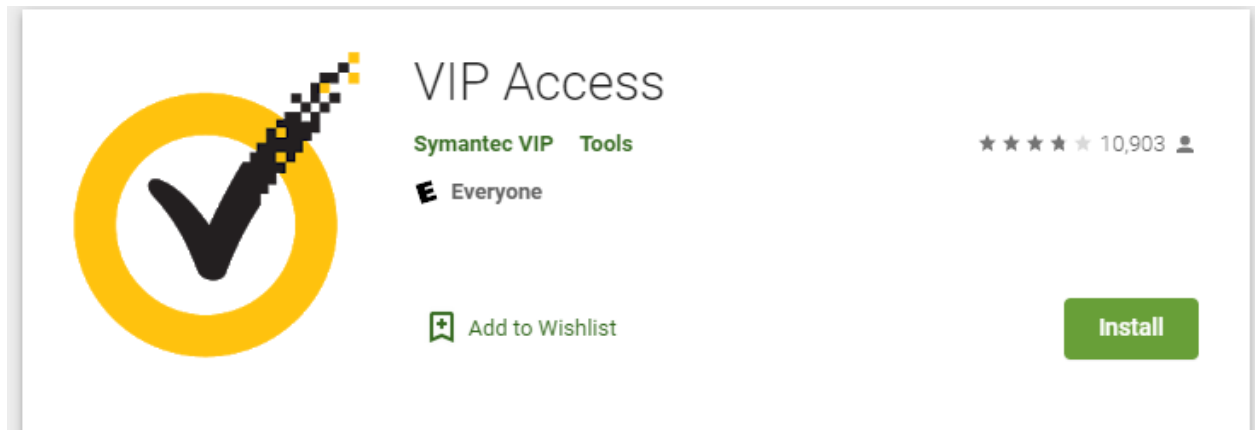 VIP Access
Symantec VIP Tools 10,903
E Everyone
Add to Wishlist Install